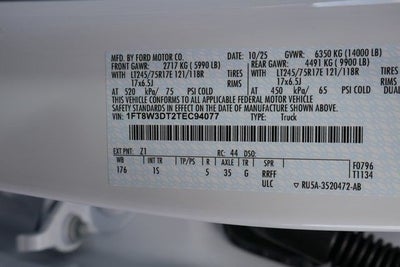 MFD. BY FORD MOTOR CO. 10/25 GVWR: 6350 KG (14000 LB)
FRONT GAWR: 2717 KG ( 5990 LB) REAR GAWR: 4491 KG ( 9900 LB)
WITH WITH
LT245/75R17E 121/118R TIRES LT245/75R17E 121/118R TIRES
17x6.5J RIMS 17x6.5J RIMS
AT 520 kPa/ 75 PSI COLD AT 450 kPa/ 65 PSI COLD DUAL
THIS VEHICLE CONFORMS TO ALL APPLICABLE FEDERAL MOTOR VEHICLE SAFETY
STANDARDS IN EFFECT ON THE DATE OF MANUFACTURE SHOWN ABOVE.
VIN: 1FT8W3DT2TEC94077 TYPE: Truck
EXT PNT: Z1 RC: 44 DSO: F0796
WB INT TR TP/PS R AXLE TR SPR T1134
176 1S 5 35 G RRFF
ULC RU5A-3520472-AB